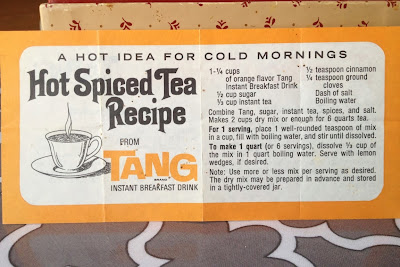 A HOT IDEA FOR COLD MORNINGS
Hot Spiced Tea
Recipe
FROM
TANG
BRAND
INSTANT BREAKFAST DRINK
1-¼ cups
of orange flavor Tang
Instant Breakfast Drink
½ cup sugar
⅓ cup instant tea
½ teaspoon cinnamon
¼ teaspoon ground
cloves
Dash of salt
Boiling water
Combine Tang, sugar, instant tea, spices, and salt.
Makes 2 cups dry mix or enough for 6 quarts tea.
For 1 serving, place 1 well-rounded teaspoon of mix
in a cup, fill with boiling water, and stir until dissolved.
To make 1 quart (or 6 servings), dissolve ⅓ cup of
the mix in 1 quart boiling water. Serve with lemon
wedges, if desired.
Note: Use more or less mix per serving as desired.
The dry mix may be prepared in advance and stored
in a tightly-covered jar.